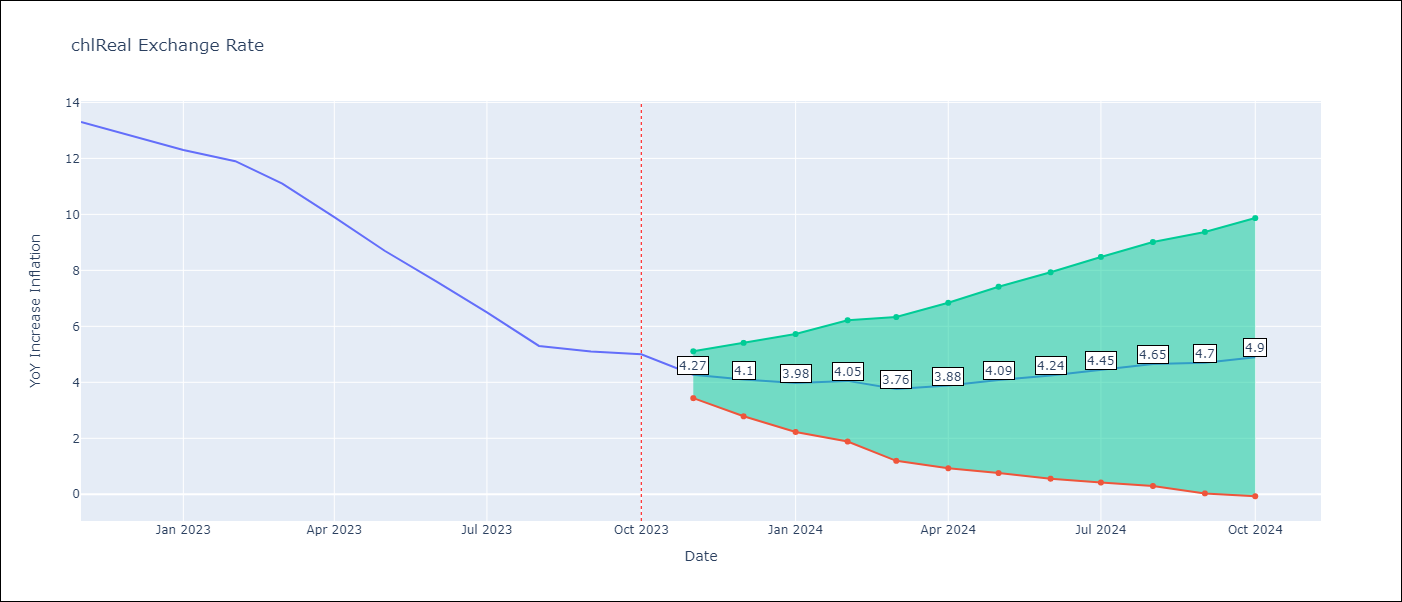 chlReal Exchange Rate
YoY Increase Inflation
14
12
10
8
6
4
2
0
4.27
4.1
3.98
4.05
3.76
3.88
4.09
4.24
4.45
4.65
4.7
4.9
Jan 2023
Apr 2023
Jul 2023
Oct 2023
Jan 2024
Apr 2024
Jul 2024
Oct 2024
Date